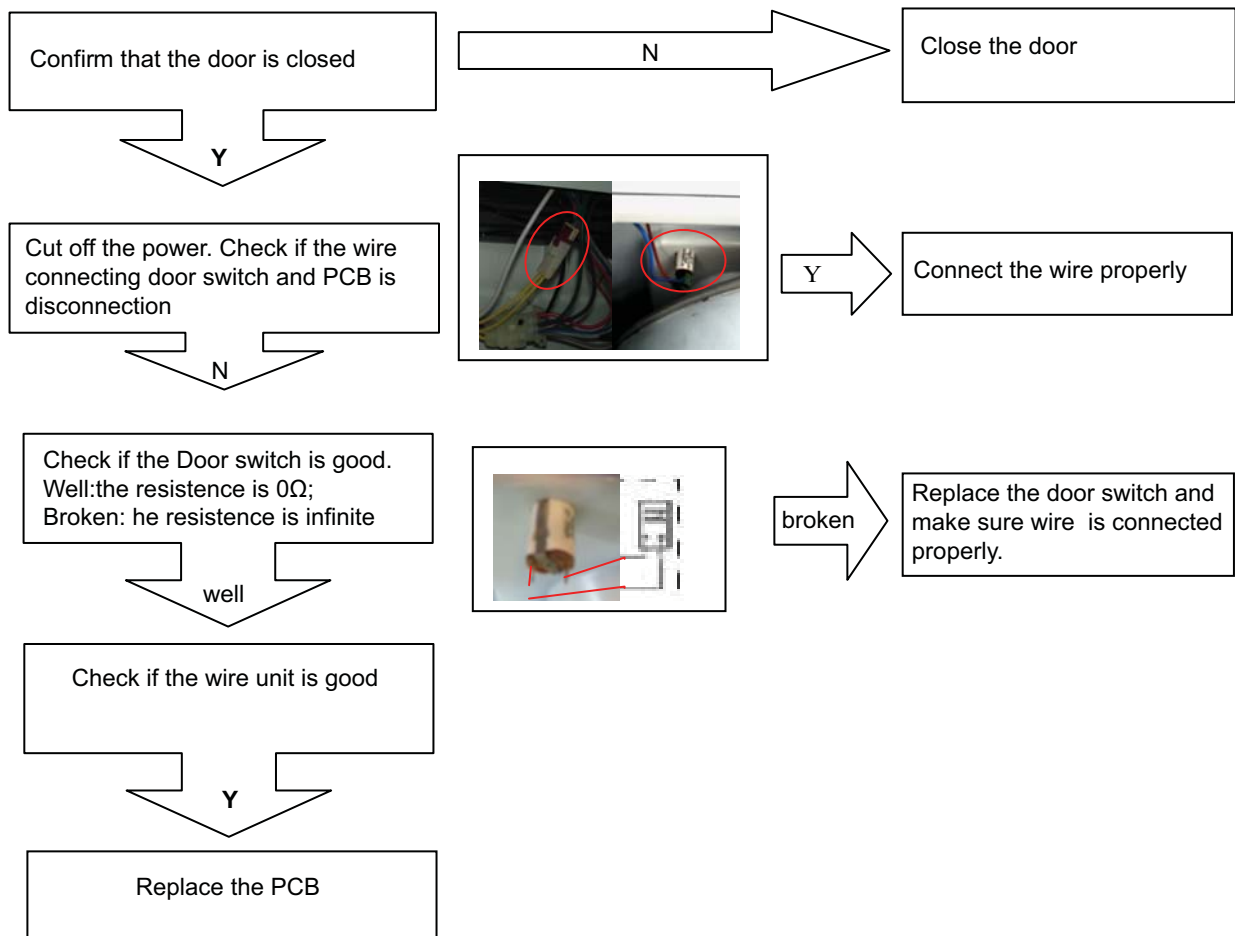 Confirm that the door is closed
N
Close the door
Y
Cut off the power. Check if the wire
connecting door switch and PCB is
disconnection
Y
Connect the wire properly
N
Check if the Door switch is good.
Well:the resistence is 0Ω;
Broken: he resistence is infinite
broken
Replace the door switch and
make sure wire is connected
properly.
well
Check if the wire unit is good
Y
Replace the PCB